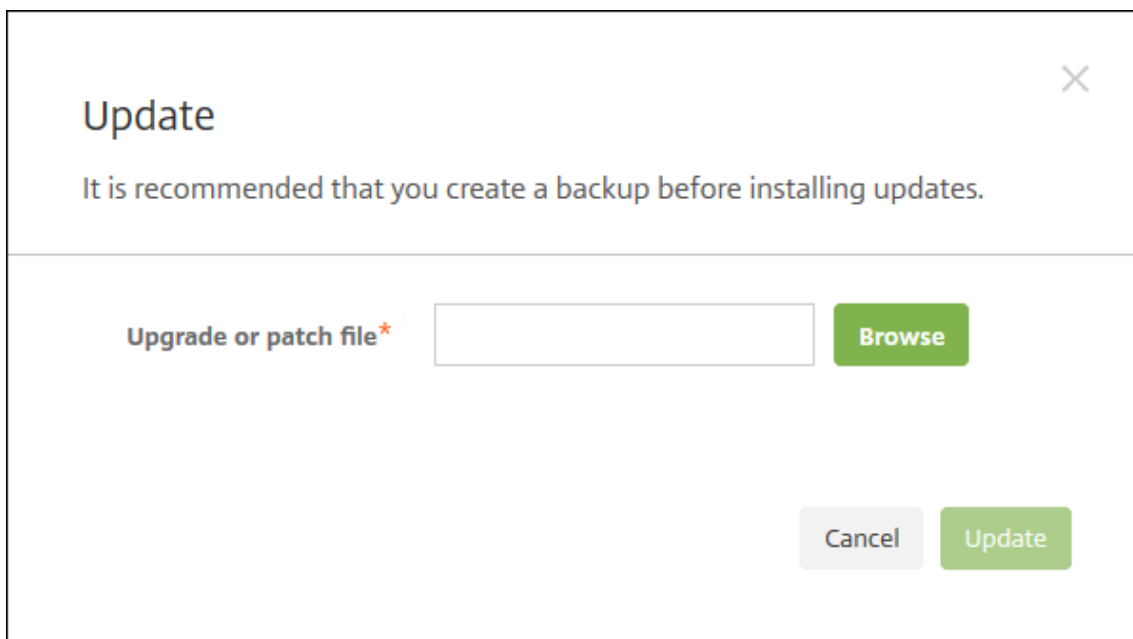 Update
It is recommended that you create a backup before installing updates.
Upgrade or patch file* Browse
Cancel Update